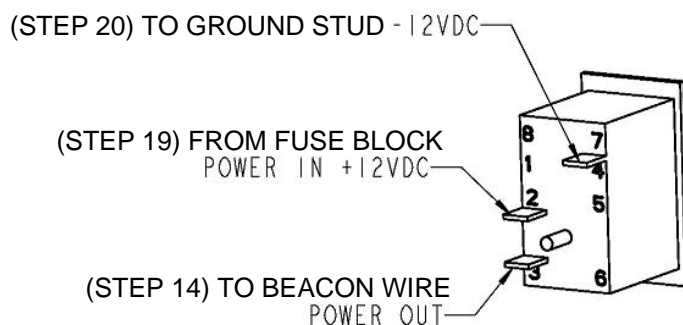 (STEP 20) TO GROUND STUD -12VDC
(STEP 19) FROM FUSE BLOCK
POWER IN +12VDC
(STEP 14) TO BEACON WIRE
POWER OUT
8 7
1 4
2 5
3 6